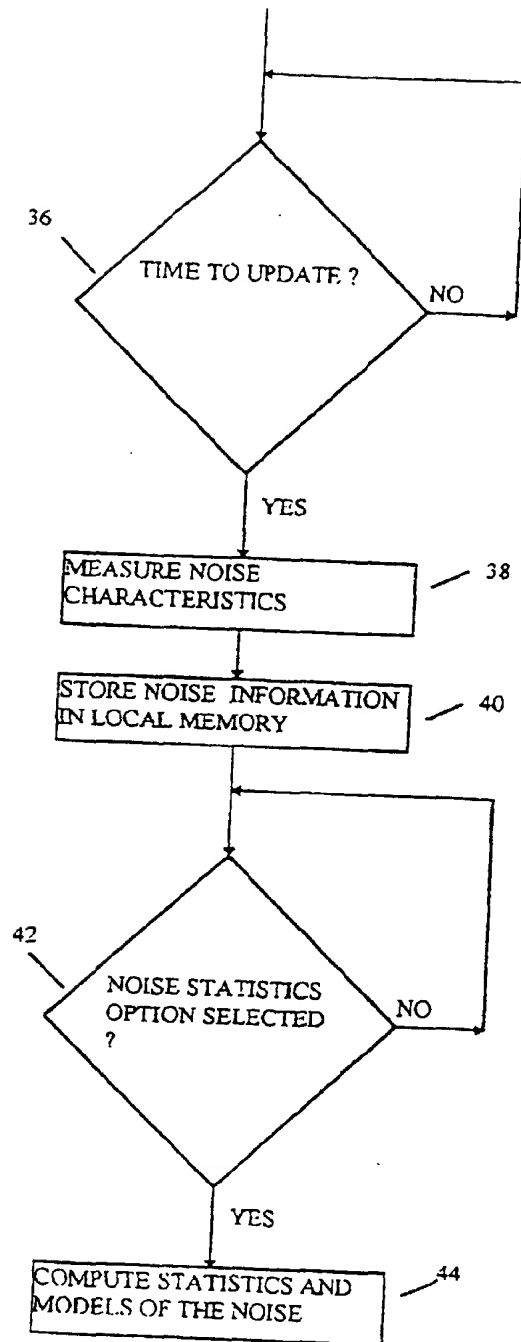 36
TIME TO UPDATE ?
NO
YES
MEASURE NOISE
CHARACTERISTICS
38
STORE NOISE INFORMATION
IN LOCAL MEMORY
40
42
NOISE STATISTICS
OPTION SELECTED
?
NO
YES
COMPUTE STATISTICS AND
MODELS OF THE NOISE
44